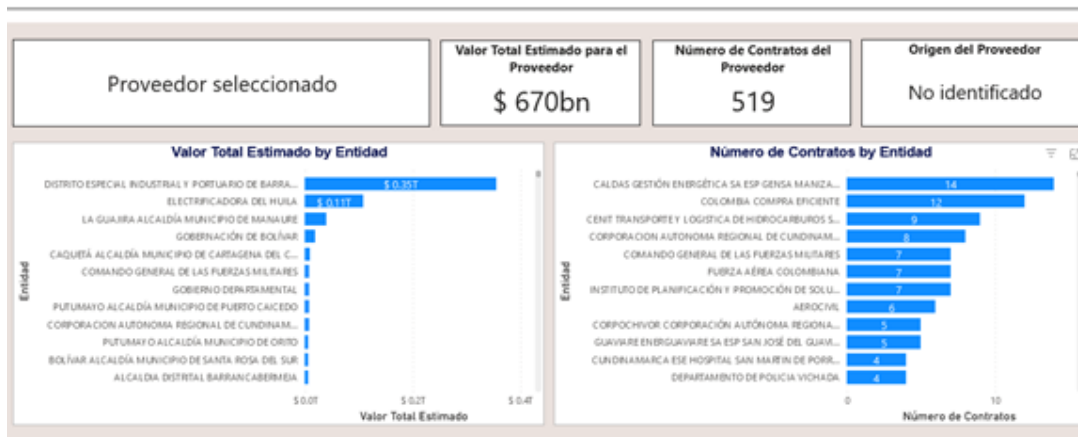 Proveedor seleccionado
Valor Total Estimado para el
Proveedor
$ 670bn
Número de Contratos del
Proveedor
519
Origen del Proveedor
No identificado
Valor Total Estimado by Entidad
Entidad
DISTRITO ESPECIAL INDUSTRIAL Y PORTUARIO DE BARRA... $ 0.35T
ELECTRIFICADORA DEL HUILA $ 0.11T
LA GUAJIRA ALCALDÍA MUNICIPIO DE MANAURE
GOBERNACIÓN DE BOLÍVAR
CAQUETÁ ALCALDÍA MUNICIPIO DE CARTAGENA DEL C...
COMANDO GENERAL DE LAS FUERZAS MILITARES
GOBIERNO DEPARTAMENTAL
PUTUMAYO ALCALDÍA MUNICIPIO DE PUERTO CAICEDO
CORPORACION AUTONOMA REGIONAL DE CUNDINAM...
PUTUMAYO ALCALDÍA MUNICIPIO DE ORITO
BOLÍVAR ALCALDÍA MUNICIPIO DE SANTA ROSA DEL SUR
ALCALDIA DISTRITAL BARRANCABERMEJA
$ 0.0T $ 0.2T $ 0.4T
Valor Total Estimado
Número de Contratos by Entidad
Entidad
CALDAS GESTIÓN ENERGÉTICA SA ESP GENSA MANIZA... 14
COLOMBIA COMPRA EFICIENTE 12
CENIT TRANSPORTE Y LOGISTICA DE HIDROCARBUROS S... 9
CORPORACION AUTONOMA REGIONAL DE CUNDINAM... 8
COMANDO GENERAL DE LAS FUERZAS MILITARES 7
FUERZA AÉREA COLOMBIANA 7
INSTITUTO DE PLANIFICACIÓN Y PROMOCIÓN DE SOLU... 7
AEROCIVIL 6
CORPOCHIVOR CORPORACIÓN AUTÓNOMA REGIONA... 5
GUAVIARE ENERGUAVIARE SA ESP SAN JOSÉ DEL GUAVI... 5
CUNDINAMARCA ESE HOSPITAL SAN MARTIN DE PORR... 4
DEPARTAMENTO DE POLICIA VICHADA 4
0 10
Número de Contratos